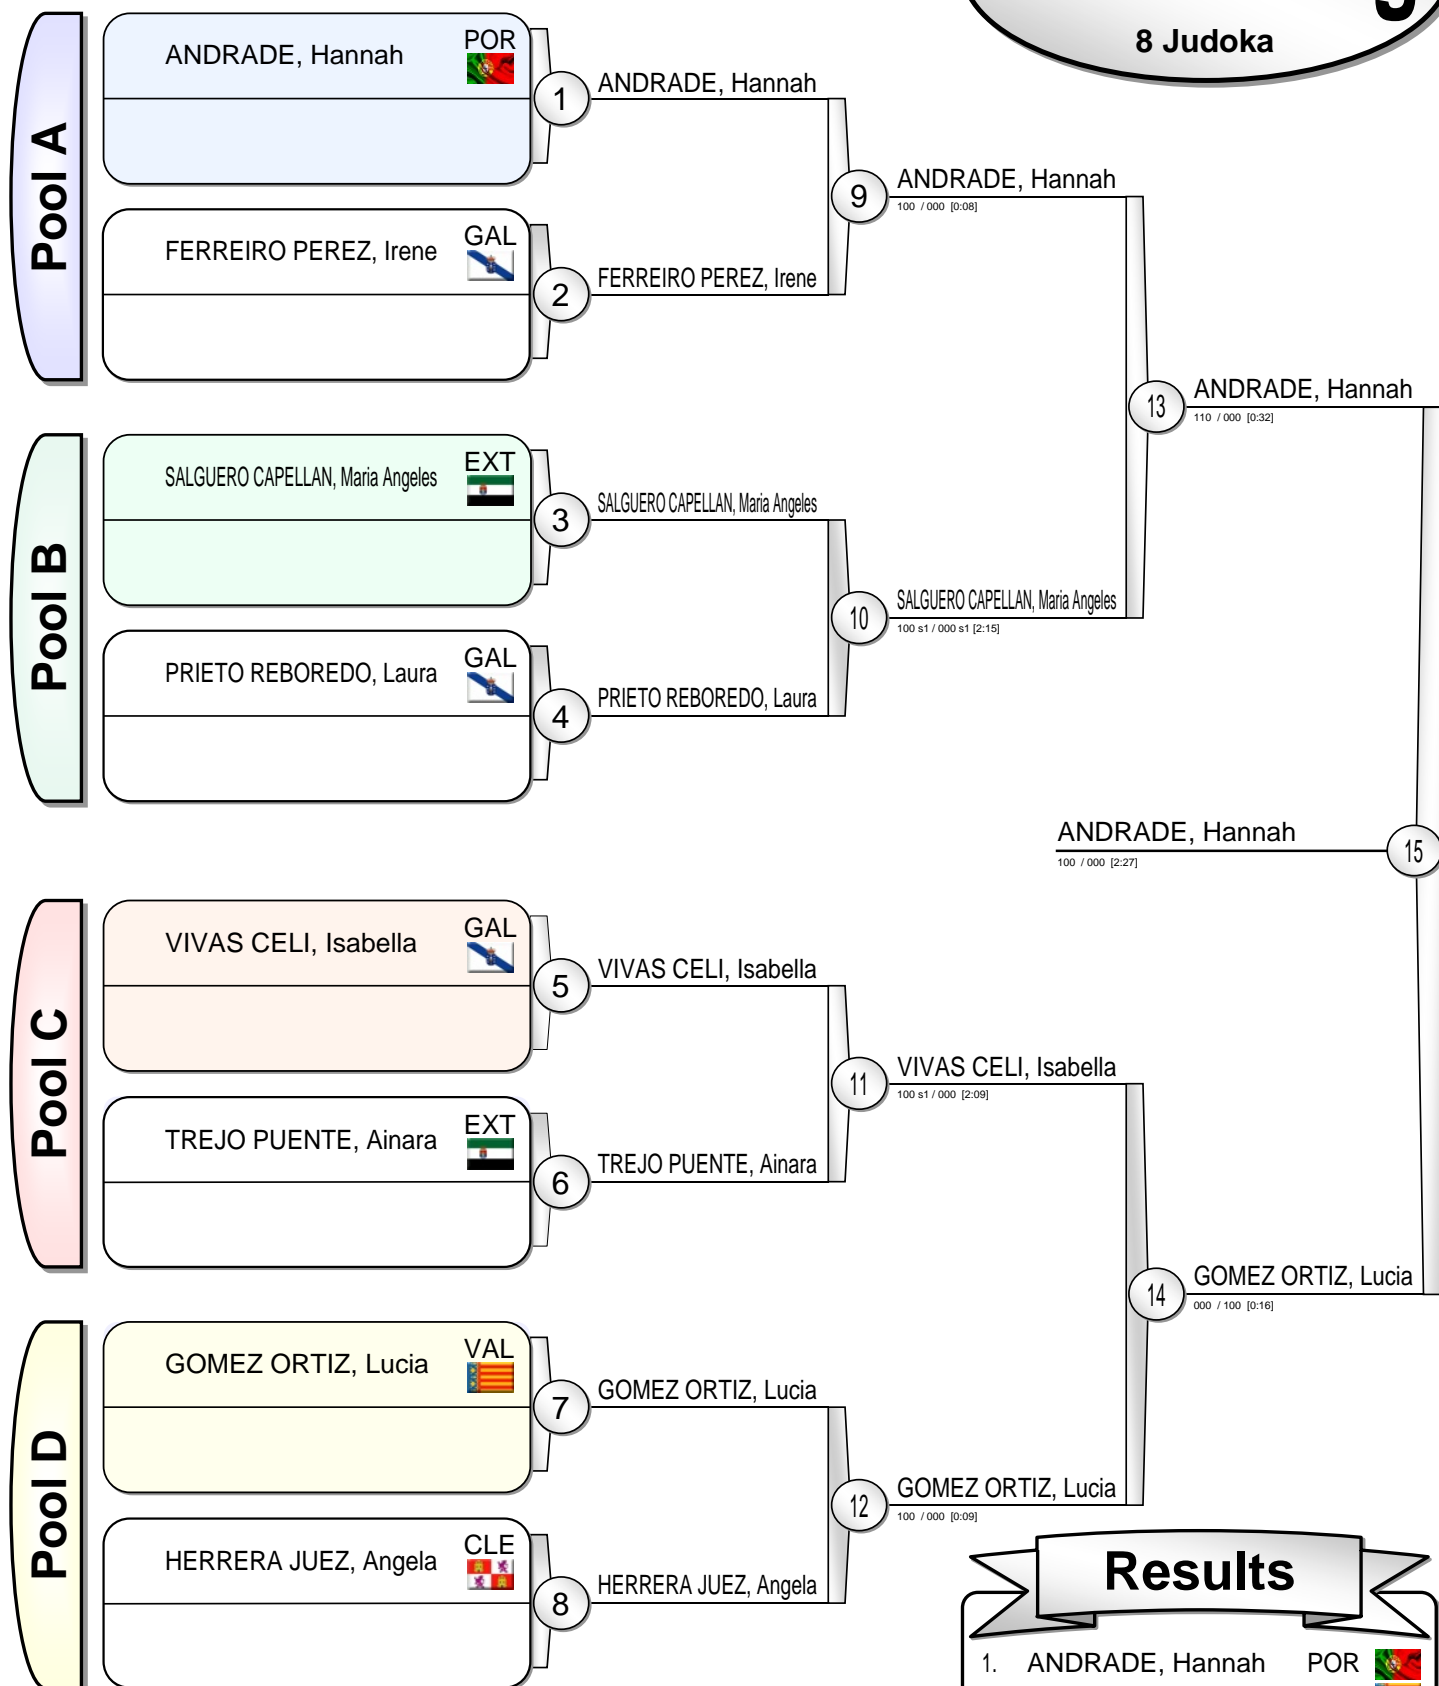 8 Judoka
Pool A
ANDRADE, Hannah POR
FERREIRO PEREZ, Irene GAL
1
2
ANDRADE, Hannah
FERREIRO PEREZ, Irene
9
ANDRADE, Hannah
100 / 000 [0:08]
Pool B
SALGUERO CAPELLAN, Maria Angeles EXT
PRIETO REBOREDO, Laura GAL
3
4
SALGUERO CAPELLAN, Maria Angeles
PRIETO REBOREDO, Laura
10
SALGUERO CAPELLAN, Maria Angeles
100 s1 / 000 s1 [2:15]
13
ANDRADE, Hannah
110 / 000 [0:32]
ANDRADE, Hannah
100 / 000 [2:27]
15
Pool C
VIVAS CELI, Isabella GAL
TREJO PUENTE, Ainara EXT
5
6
VIVAS CELI, Isabella
TREJO PUENTE, Ainara
11
VIVAS CELI, Isabella
100 s1 / 000 [2:09]
14
GOMEZ ORTIZ, Lucia
000 / 100 [0:16]
Pool D
GOMEZ ORTIZ, Lucia VAL
HERRERA JUEZ, Angela CLE
7
8
GOMEZ ORTIZ, Lucia
HERRERA JUEZ, Angela
12
GOMEZ ORTIZ, Lucia
100 / 000 [0:09]
Results
1. ANDRADE, Hannah POR